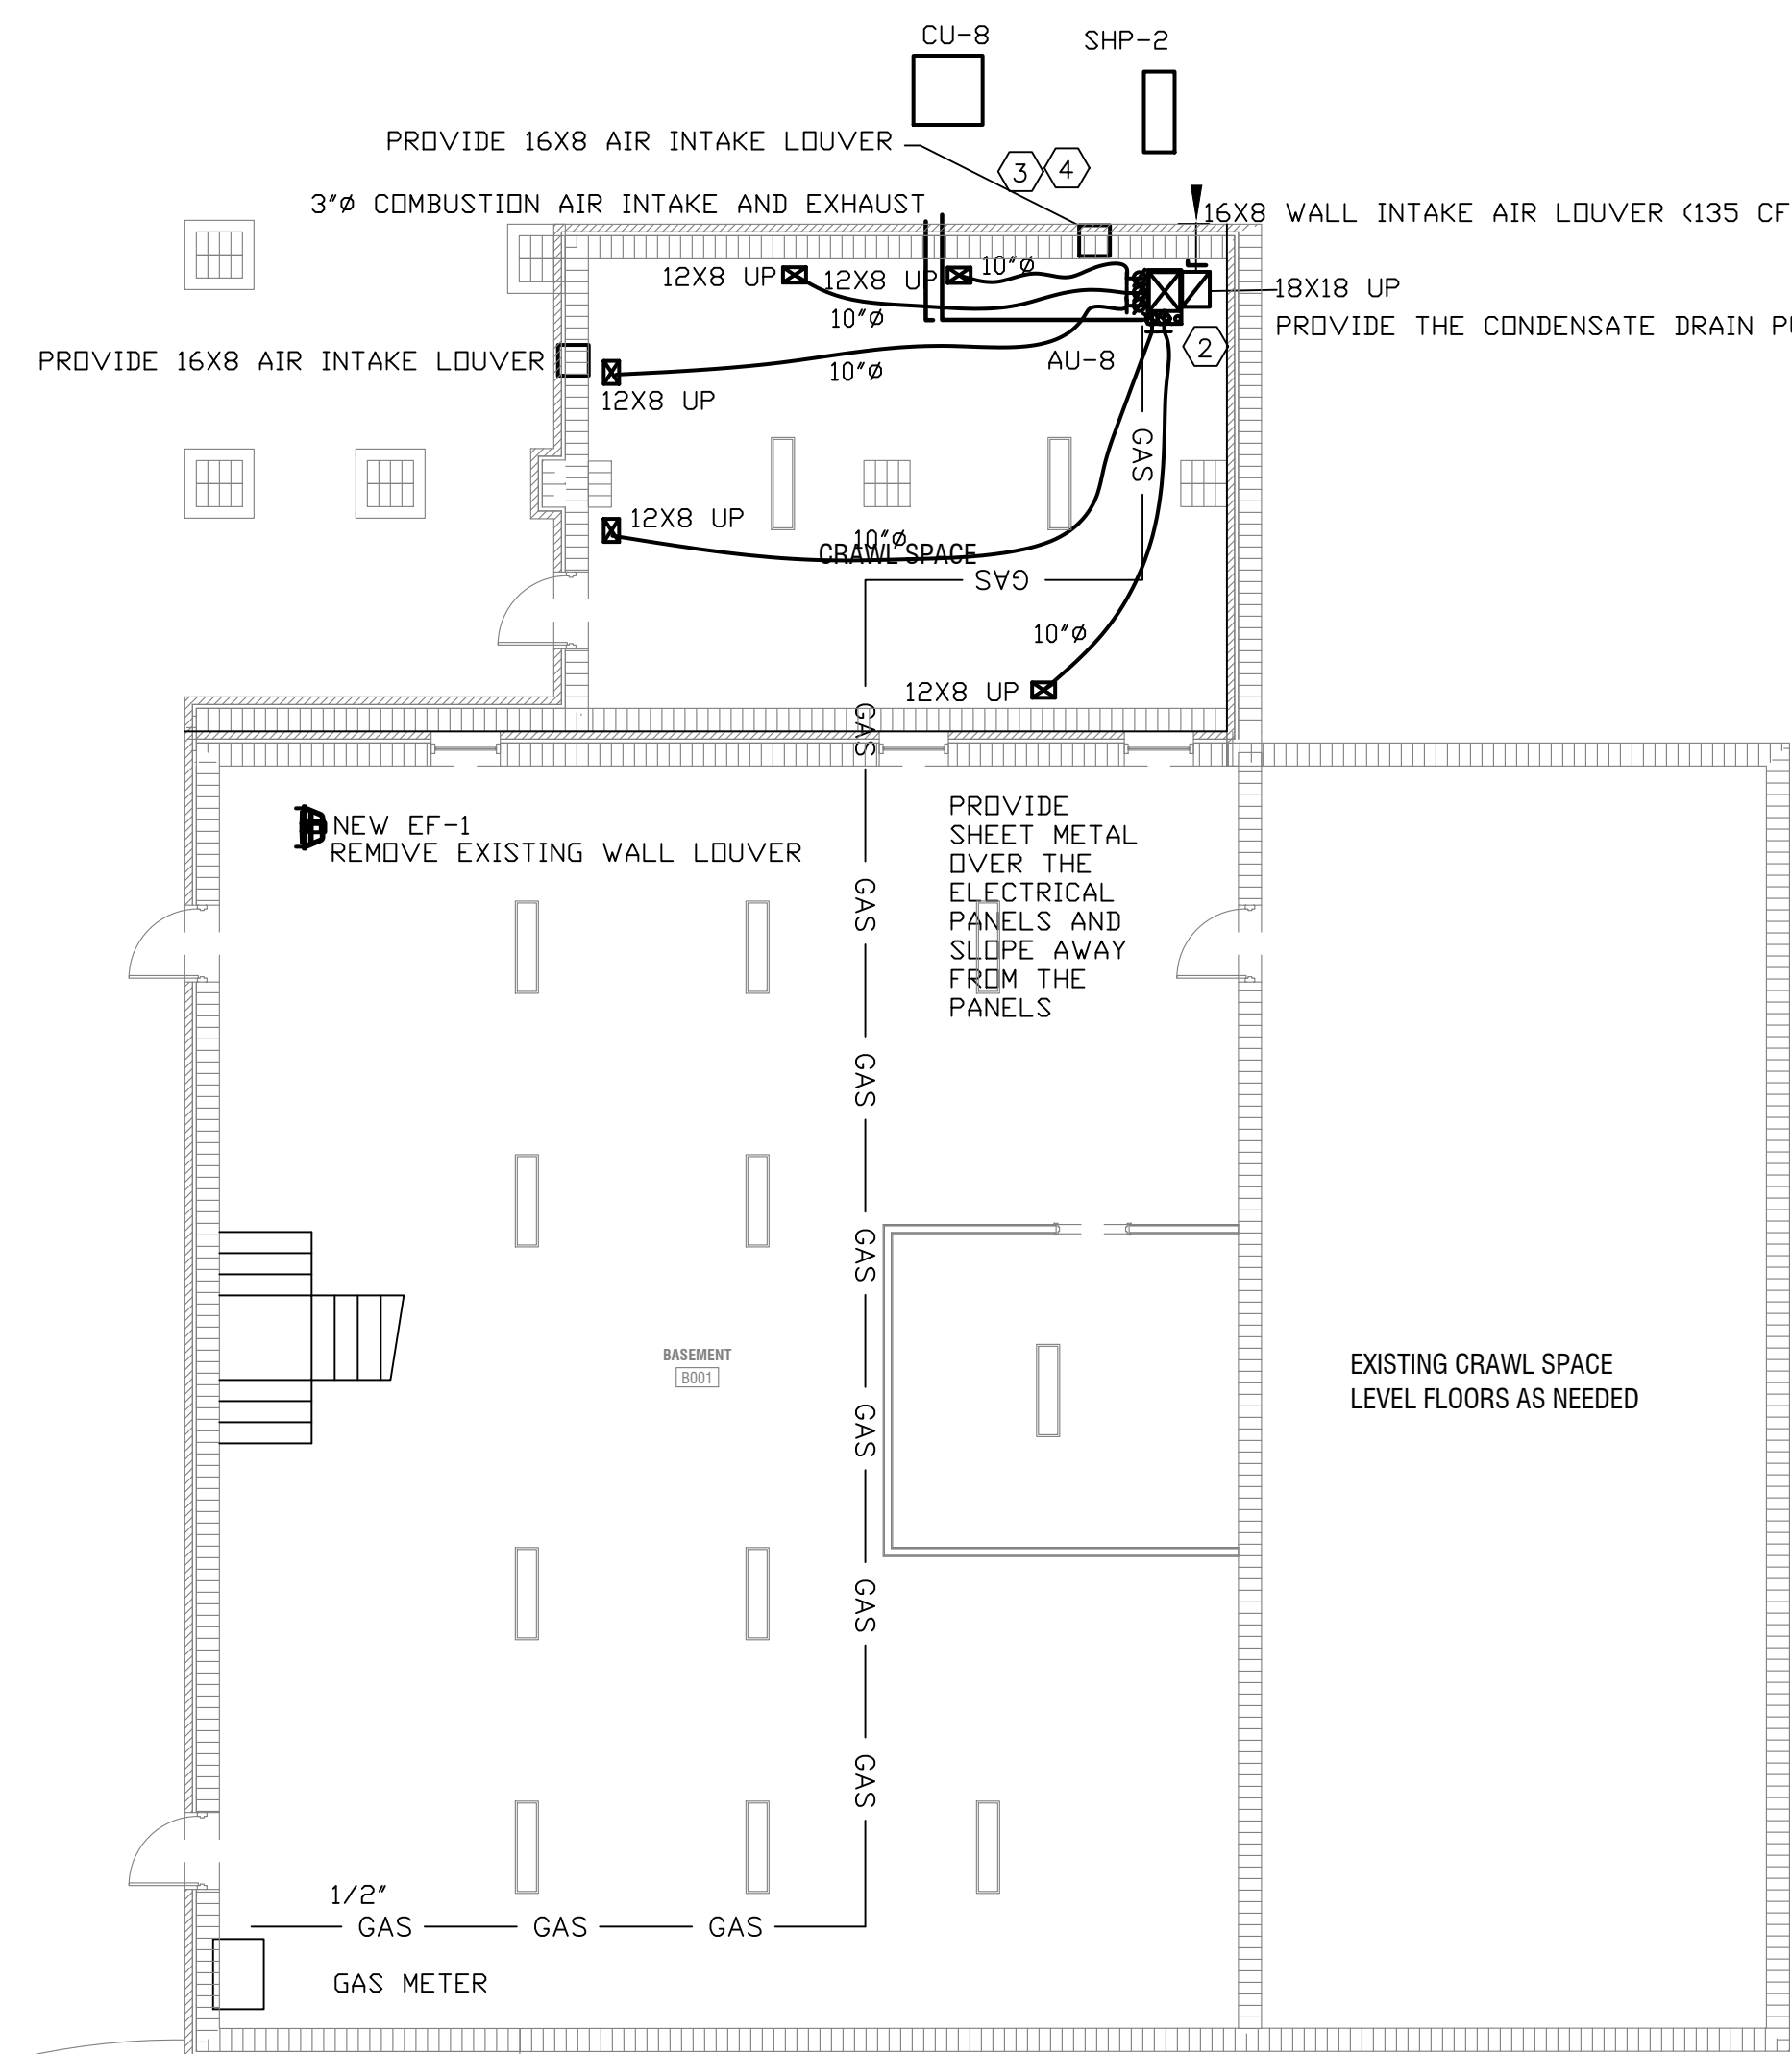 CU-8
SHP-2
PROVIDE 16X8 AIR INTAKE LOUVER
3
4
3"Ø COMBUSTION AIR INTAKE AND EXHAUST
16X8 WALL INTAKE AIR LOUVER (135 CF
12X8 UP
12X8 UP
10"Ø
18X18 UP
10"Ø
PROVIDE THE CONDENSATE DRAIN
2
AU-8
PROVIDE 16X8 AIR INTAKE LOUVER
10"Ø
12X8 UP
GAS
12X8 UP
10"Ø
CRAWL SPACE
GAS
10"Ø
12X8 UP
GAS
NEW EF-1
REMOVE EXISTING WALL LOUVER
PROVIDE
SHEET METAL
OVER THE
ELECTRICAL
PANELS AND
SLOPE AWAY
FROM THE
PANELS
GAS
GAS
GAS
BASEMENT
B001
EXISTING CRAWL SPACE
LEVEL FLOORS AS NEEDED
GAS
GAS
GAS
1/2"
GAS
GAS
GAS
GAS METER